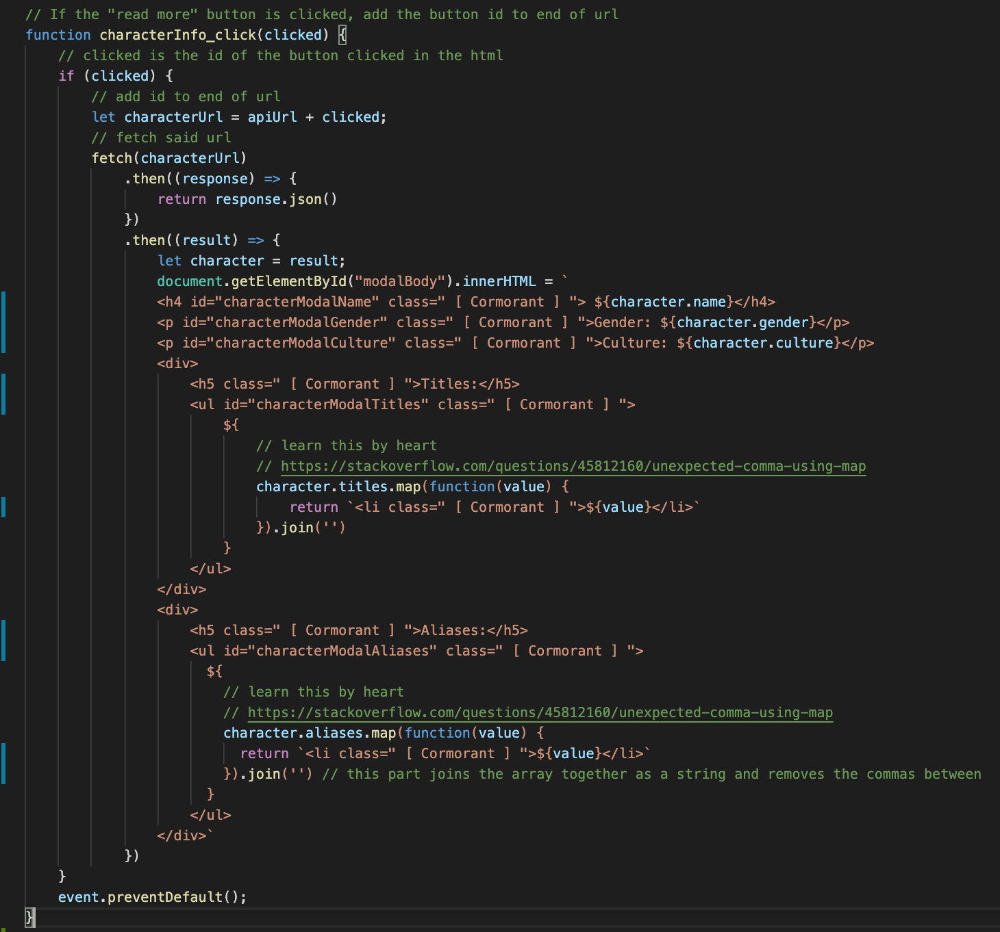 // If the "read more" button is clicked, add the button id to end of url
function characterInfo_click(clicked) {
// clicked is the id of the button clicked in the html
if (clicked) {
// add id to end of url
let characterUrl = apiUrl + clicked;
// fetch said url
fetch(characterUrl)
.then((response) => {
return response.json()
})
.then((result) => {
let character = result;
document.getElementById("modalBody").innerHTML = `
<h4 id="characterModalName" class=" [ Cormorant ] "> ${character.name}</h4>
<p id="characterModalGender" class=" [ Cormorant ] ">Gender: ${character.gender}</p>
<p id="characterModalCulture" class=" [ Cormorant ] ">Culture: ${character.culture}</p>
<div>
<h5 class=" [ Cormorant ] ">Titles:</h5>
<ul id="characterModalTitles" class=" [ Cormorant ] ">
${
// learn this by heart
// https://stackoverflow.com/questions/45812160/unexpected-comma-using-map
character.titles.map(function(value) {
return `<li class=" [ Cormorant ] ">${value}</li>`
}).join('')
}
</ul>
</div>
<div>
<h5 class=" [ Cormorant ] ">Aliases:</h5>
<ul id="characterModalAliases" class=" [ Cormorant ] ">
${
// learn this by heart
// https://stackoverflow.com/questions/45812160/unexpected-comma-using-map
character.aliases.map(function(value) {
return `<li class=" [ Cormorant ] ">${value}</li>`
}).join('') // this part joins the array together as a string and removes the commas between
}
</ul>
</div>`
})
}
event.preventDefault();
}